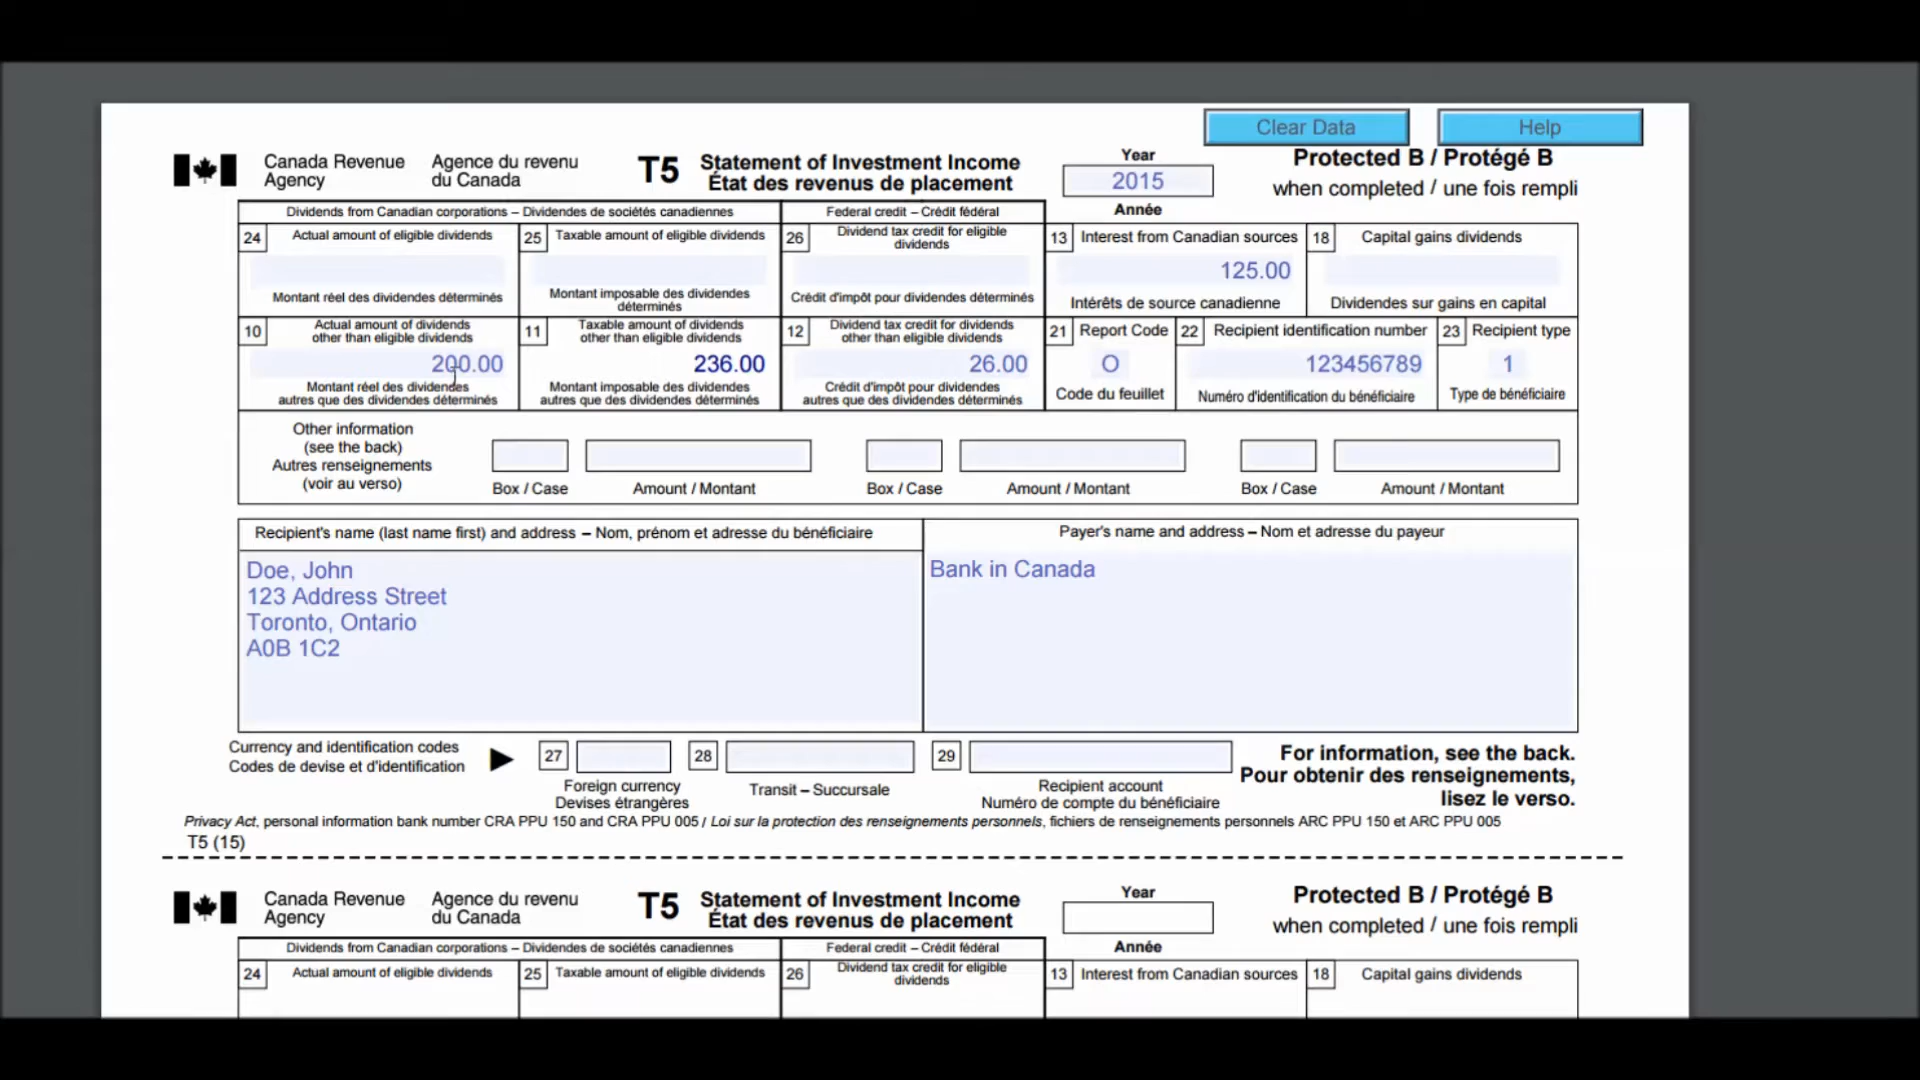 Clear Data
Help
Canada Revenue Agency
Agence du revenu du Canada
T5
Statement of Investment Income
État des revenus de placement
Year
2015
Année
Protected B / Protégé B
when completed / une fois rempli
Dividends from Canadian corporations – Dividendes de sociétés canadiennes
Federal credit – Crédit fédéral
24
Actual amount of eligible dividends
Montant réel des dividendes déterminés
25
Taxable amount of eligible dividends
Montant imposable des dividendes
déterminés
26
Dividend tax credit for eligible
dividends
Crédit d'impôt pour dividendes déterminés
13
Interest from Canadian sources
125.00
Intérêts de source canadienne
18
Capital gains dividends
Dividendes sur gains en capital
10
Actual amount of dividends
other than eligible dividends
200.00
Montant réel des dividendes
autres que des dividendes déterminés
11
Taxable amount of dividends
other than eligible dividends
236.00
Montant imposable des dividendes
autres que des dividendes déterminés
12
Dividend tax credit for dividends
other than eligible dividends
26.00
Crédit d'impôt pour dividendes
autres que des dividendes déterminés
21
Report Code
O
Code du feuillet
22
Recipient identification number
123456789
Numéro d'identification du bénéficiaire
23
Recipient type
1
Type de bénéficiaire
Other information
(see the back)
Autres renseignements
(voir au verso)
Box / Case
Amount / Montant
Box / Case
Amount / Montant
Box / Case
Amount / Montant
Recipient's name (last name first) and address – Nom, prénom et adresse du bénéficiaire
Doe, John
123 Address Street
Toronto, Ontario
A0B 1C2
Payer's name and address – Nom et adresse du payeur
Bank in Canada
Currency and identification codes
Codes de devise et d'identification
27
Foreign currency
Devises étrangères
28
Transit – Succursale
29
Recipient account
Numéro de compte du bénéficiaire
For information, see the back.
Pour obtenir des renseignements,
lisez le verso.
Privacy Act, personal information bank number CRA PPU 150 and CRA PPU 005 / Loi sur la protection des renseignements personnels, fichiers de renseignements personnels ARC PPU 150 et ARC PPU 005
T5 (15)
Canada Revenue Agency
Agence du revenu du Canada
T5
Statement of Investment Income
État des revenus de placement
Year
Année
Protected B / Protégé B
when completed / une fois rempli
Dividends from Canadian corporations – Dividendes de sociétés canadiennes
Federal credit – Crédit fédéral
24
Actual amount of eligible dividends
25
Taxable amount of eligible dividends
26
Dividend tax credit for eligible
dividends
13
Interest from Canadian sources
18
Capital gains dividends